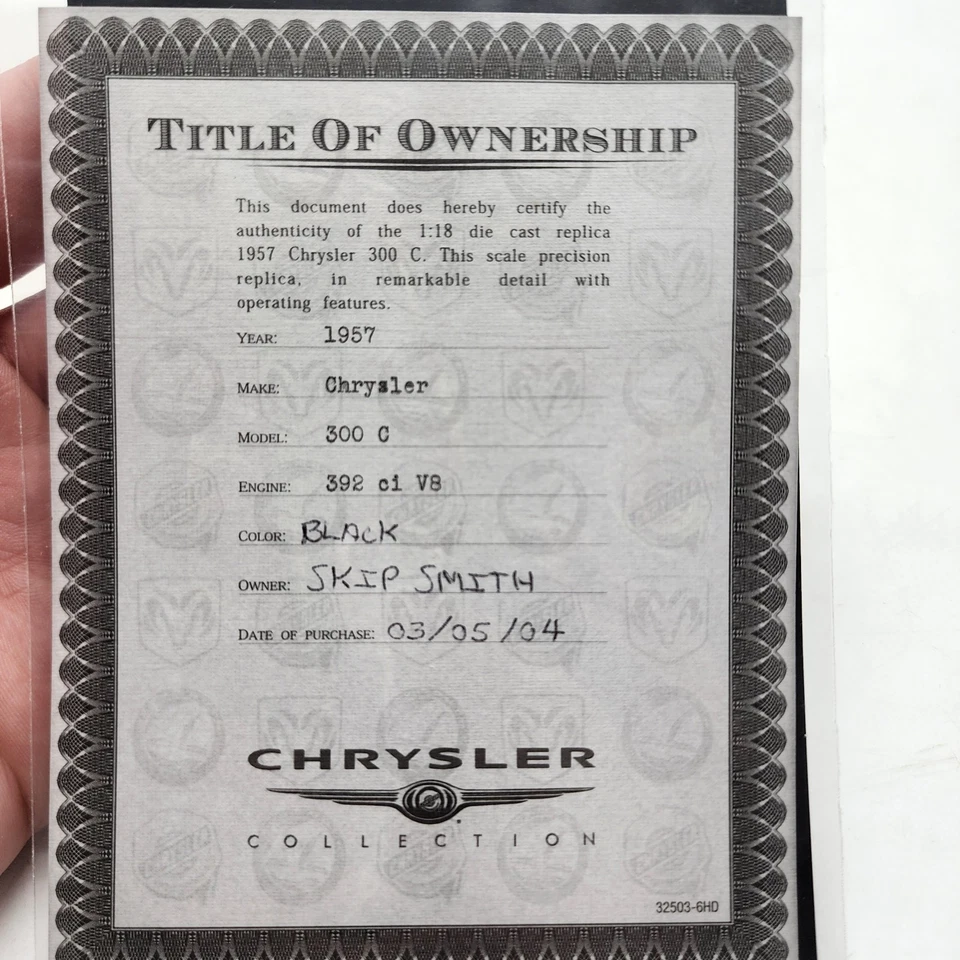 TITLE OF OWNERSHIP
This document does hereby certify the
authenticity of the 1:18 die cast replica
1957 Chrysler 300 C. This scale precision
replica, in remarkable detail with
operating features.
YEAR: 1957
MAKE: Chrysler
MODEL: 300 C
ENGINE: 392 ci V8
COLOR: BLACK
OWNER: SKIP SMITH
DATE OF PURCHASE: 03/05/04
CHRYSLER
COLLECTION
32503-6HD